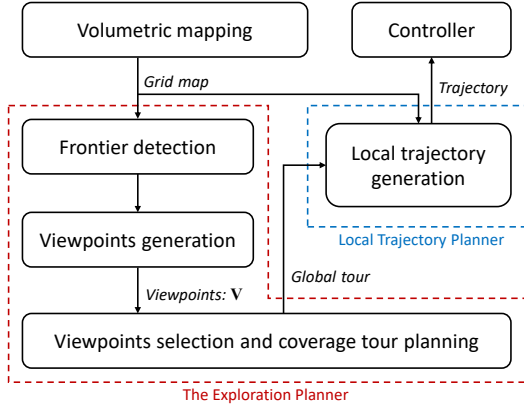 Volumetric mapping
Controller
Grid map
Trajectory
Frontier detection
Local trajectory
generation
Viewpoints generation
Local Trajectory Planner
Viewpoints: V
Global tour
Viewpoints selection and coverage tour planning
The Exploration Planner